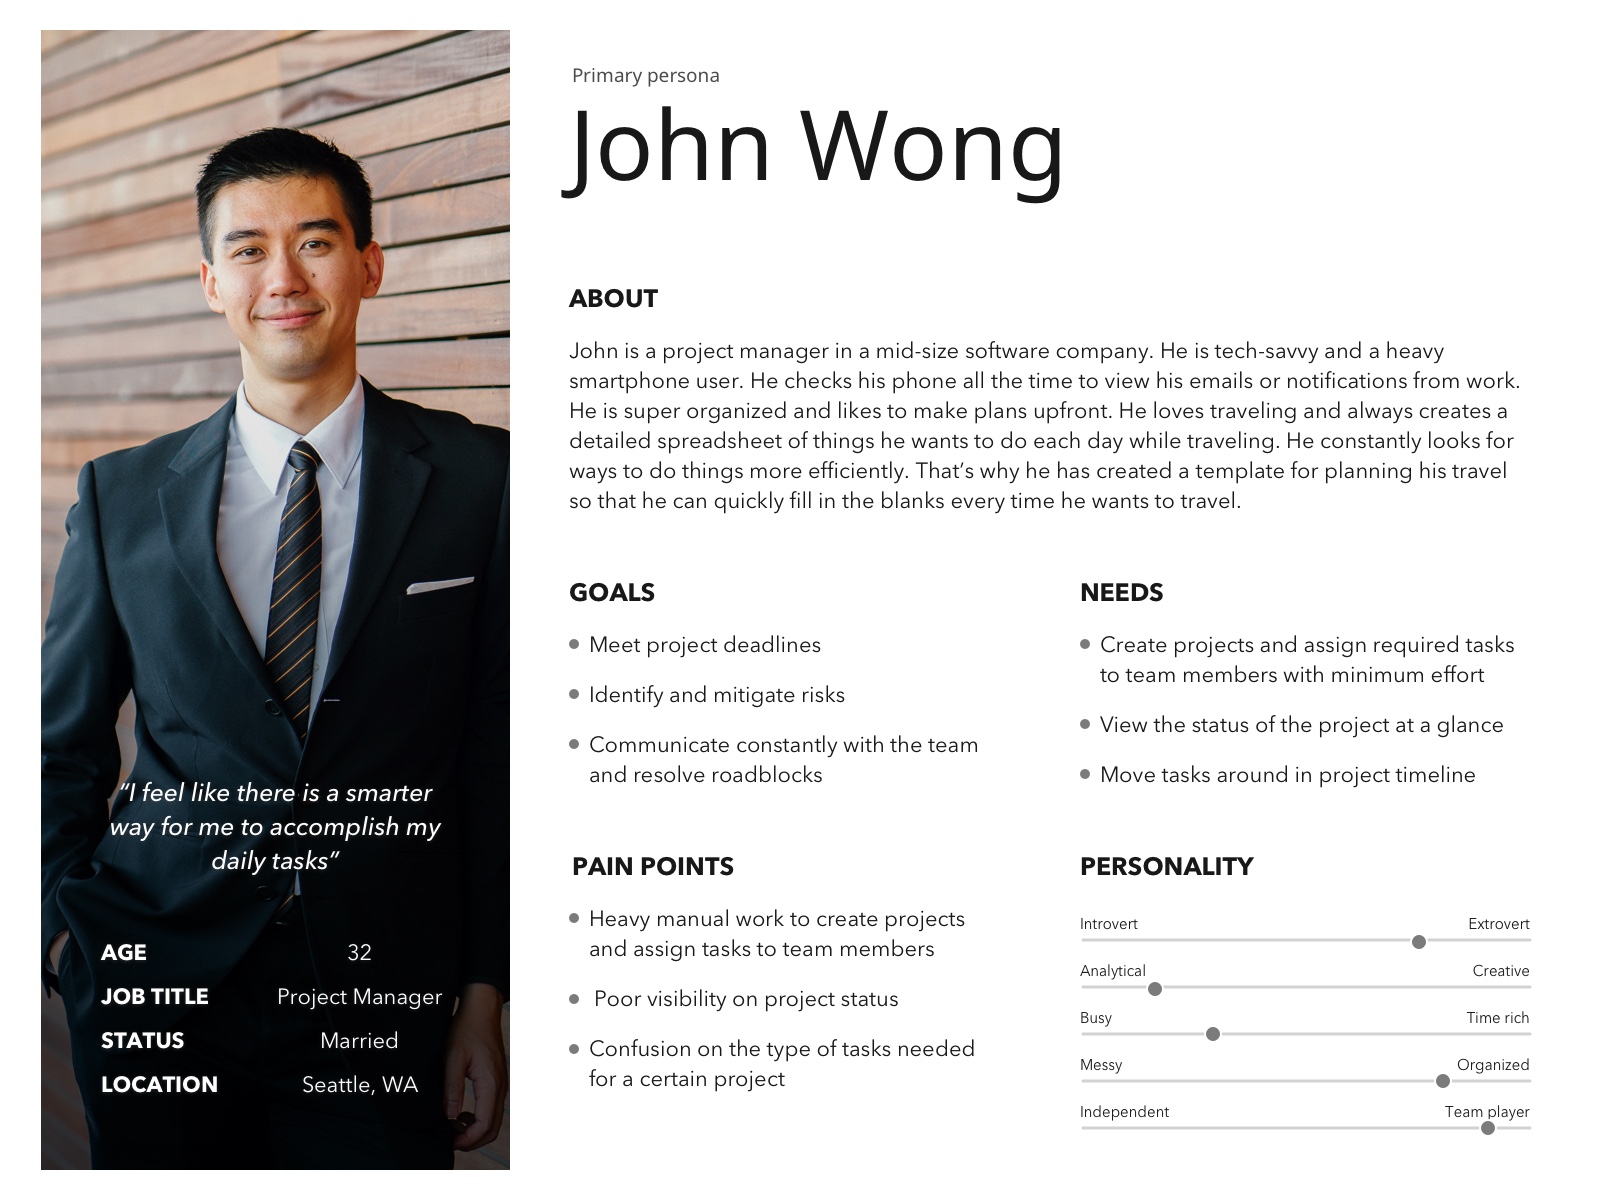 Primary persona
John Wong
ABOUT
John is a project manager in a mid-size software company. He is tech-savvy and a heavy
smartphone user. He checks his phone all the time to view his emails or notifications from work.
He is super organized and likes to make plans upfront. He loves traveling and always creates a
detailed spreadsheet of things he wants to do each day while traveling. He constantly looks for
ways to do things more efficiently. That’s why he has created a template for planning his travel
so that he can quickly fill in the blanks every time he wants to travel.
GOALS
Meet project deadlines
Identify and mitigate risks
Communicate constantly with the team
and resolve roadblocks
NEEDS
Create projects and assign required tasks
to team members with minimum effort
View the status of the project at a glance
Move tasks around in project timeline
PAIN POINTS
Heavy manual work to create projects
and assign tasks to team members
Poor visibility on project status
Confusion on the type of tasks needed
for a certain project
PERSONALITY
Introvert Extrovert
Analytical Creative
Busy Time rich
Messy Organized
Independent Team player
“I feel like there is a smarter
way for me to accomplish my
daily tasks”
AGE 32
JOB TITLE Project Manager
STATUS Married
LOCATION Seattle, WA